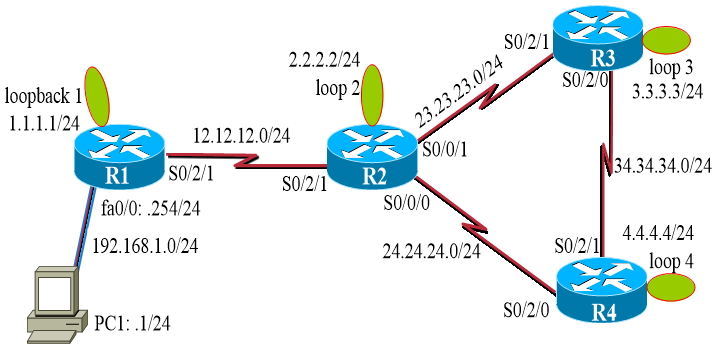 S0/2/1
R3
loop 3
3.3.3.3/24
S0/2/0
2.2.2.2/24
loop 2
23.23.23.0/24
loopback 1
1.1.1.1/24
12.12.12.0/24
R1
S0/2/1
R2
S0/0/1
S0/2/1
S0/0/0
34.34.34.0/24
fa0/0: .254/24
192.168.1.0/24
24.24.24.0/24
S0/2/1
4.4.4.4/24
loop 4
S0/2/0
R4
PC1: .1/24